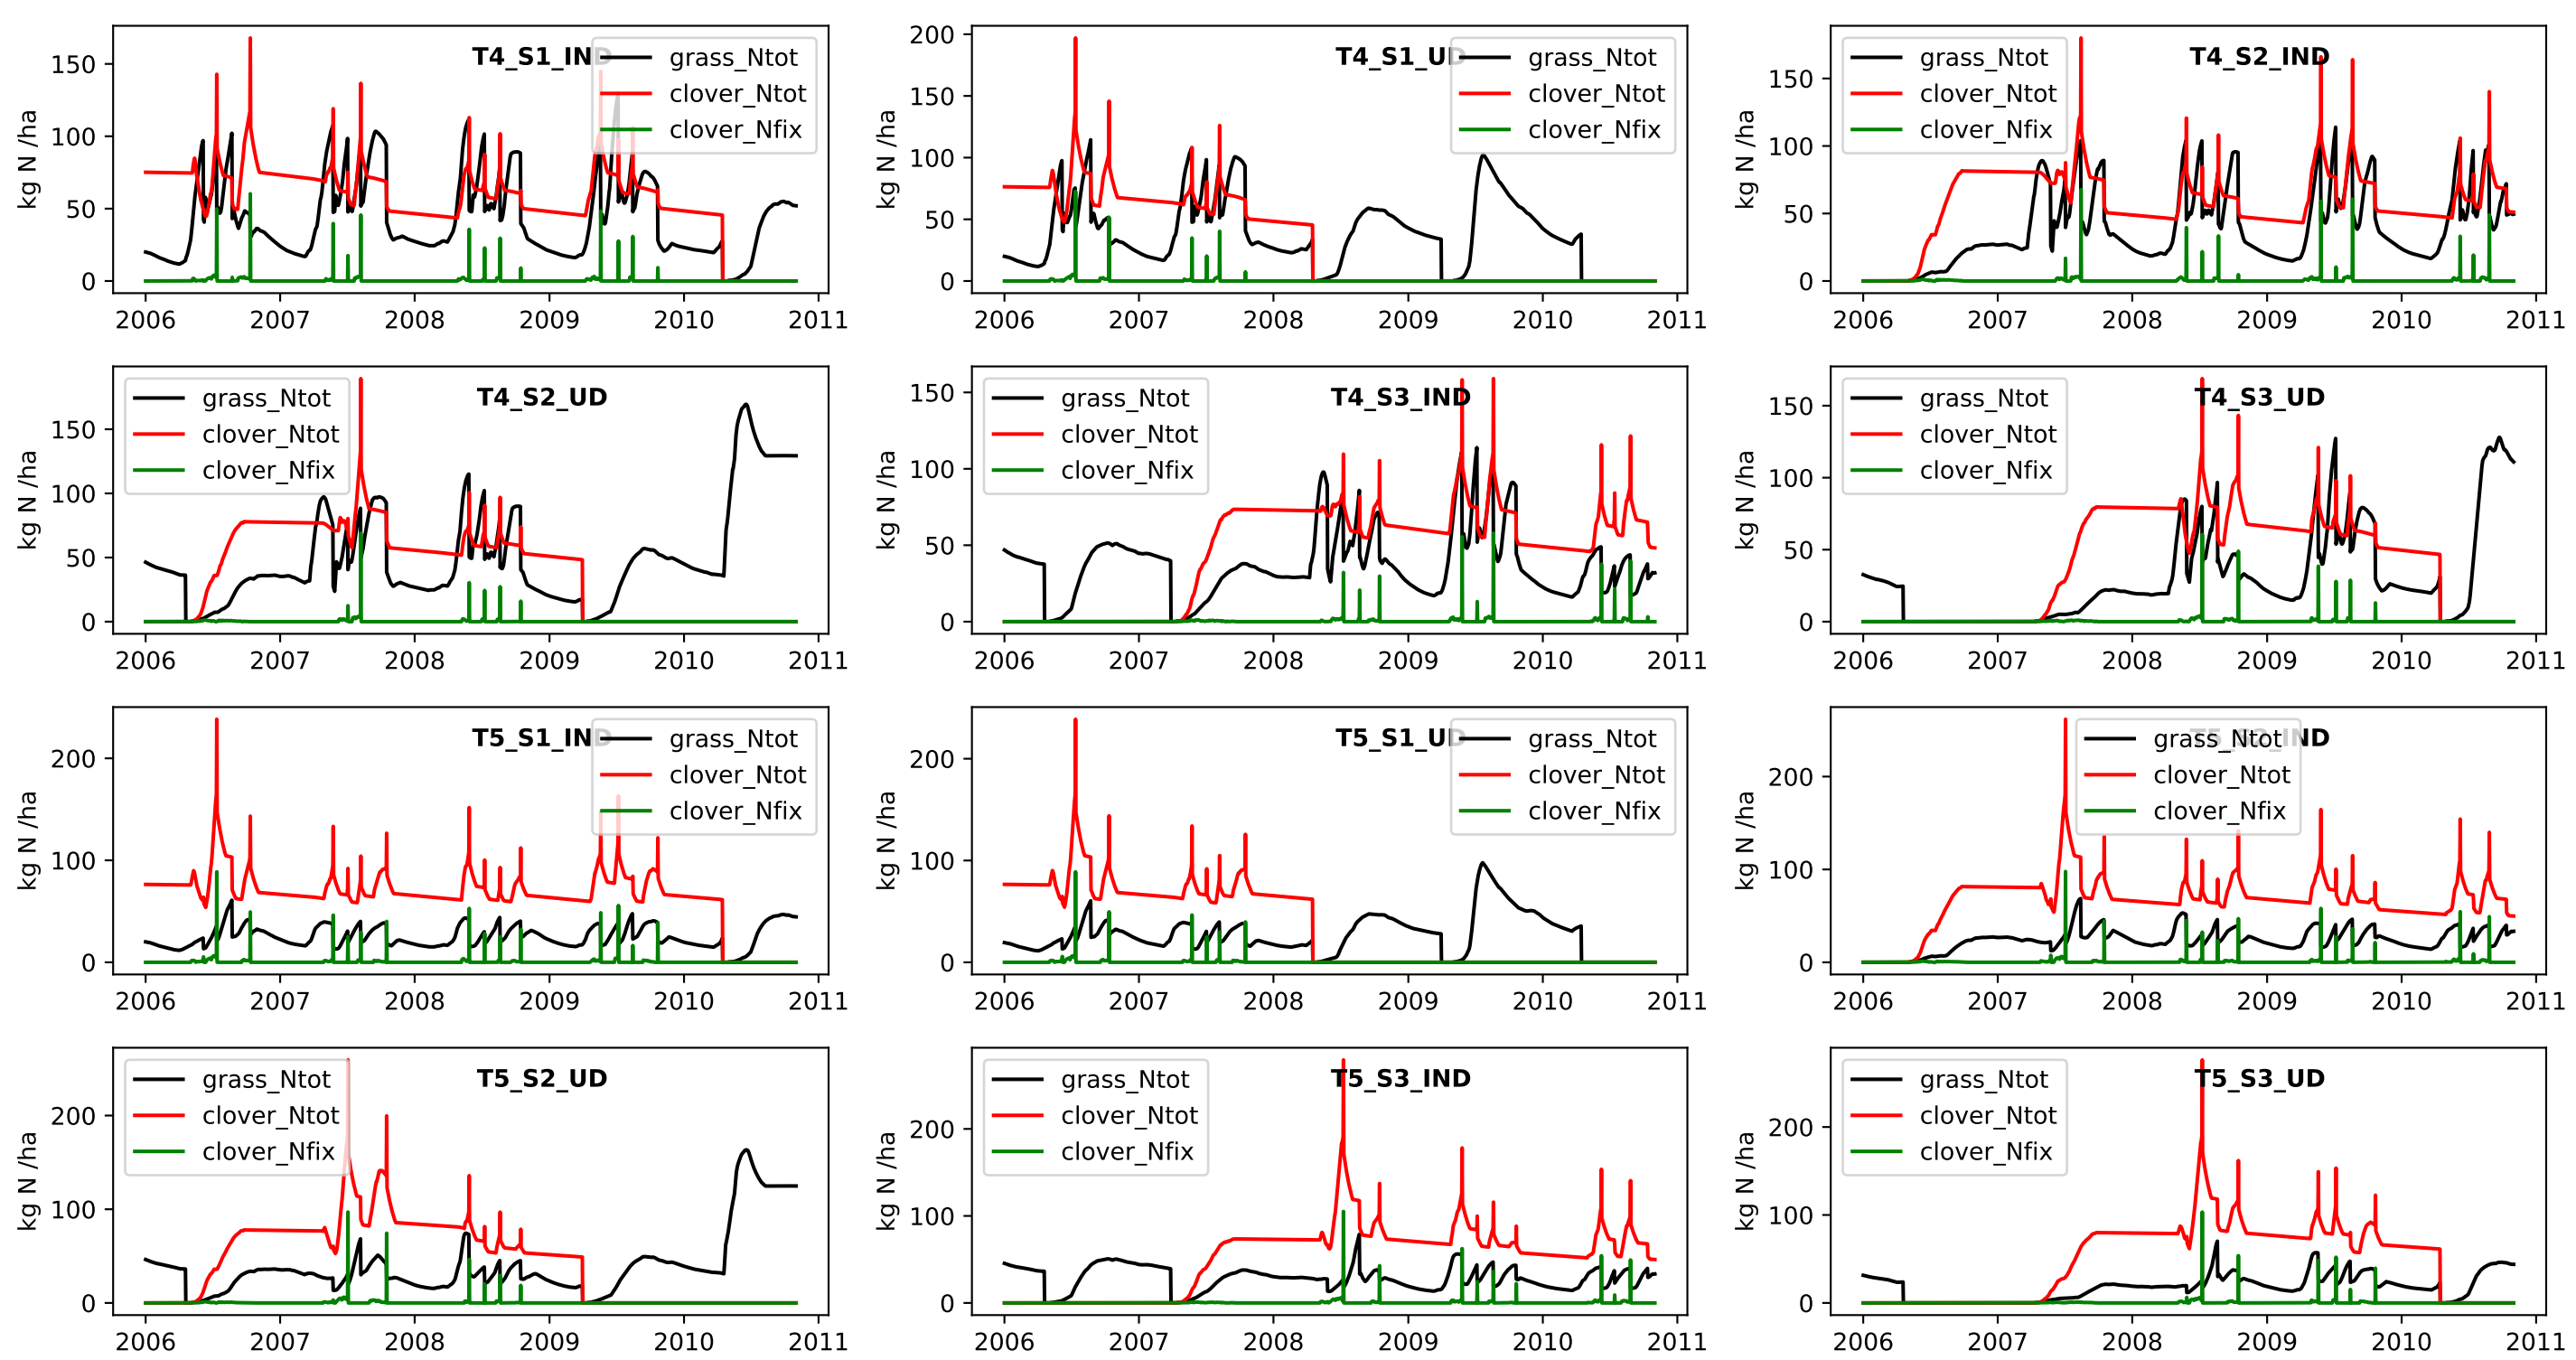 T4_S1_IND
grass_Ntot
clover_Ntot
clover_Nfix
kg N /ha
150
100
50
0
2006 2007 2008 2009 2010 2011
T4_S1_UD
grass_Ntot
clover_Ntot
clover_Nfix
kg N /ha
200
150
100
50
0
2006 2007 2008 2009 2010 2011
T4_S2_IND
grass_Ntot
clover_Ntot
clover_Nfix
kg N /ha
150
100
50
0
2006 2007 2008 2009 2010 2011
T4_S2_UD
grass_Ntot
clover_Ntot
clover_Nfix
kg N /ha
150
100
50
0
2006 2007 2008 2009 2010 2011
T4_S3_IND
grass_Ntot
clover_Ntot
clover_Nfix
kg N /ha
150
100
50
0
2006 2007 2008 2009 2010 2011
T4_S3_UD
grass_Ntot
clover_Ntot
clover_Nfix
kg N /ha
150
100
50
0
2006 2007 2008 2009 2010 2011
T5_S1_IND
grass_Ntot
clover_Ntot
clover_Nfix
kg N /ha
200
100
0
2006 2007 2008 2009 2010 2011
T5_S1_UD
grass_Ntot
clover_Ntot
clover_Nfix
kg N /ha
200
100
0
2006 2007 2008 2009 2010 2011
T5_S2_IND
grass_Ntot
clover_Ntot
clover_Nfix
kg N /ha
200
100
0
2006 2007 2008 2009 2010 2011
T5_S2_UD
grass_Ntot
clover_Ntot
clover_Nfix
kg N /ha
200
100
0
2006 2007 2008 2009 2010 2011
T5_S3_IND
grass_Ntot
clover_Ntot
clover_Nfix
kg N /ha
200
100
0
2006 2007 2008 2009 2010 2011
T5_S3_UD
grass_Ntot
clover_Ntot
clover_Nfix
kg N /ha
200
100
0
2006 2007 2008 2009 2010 2011